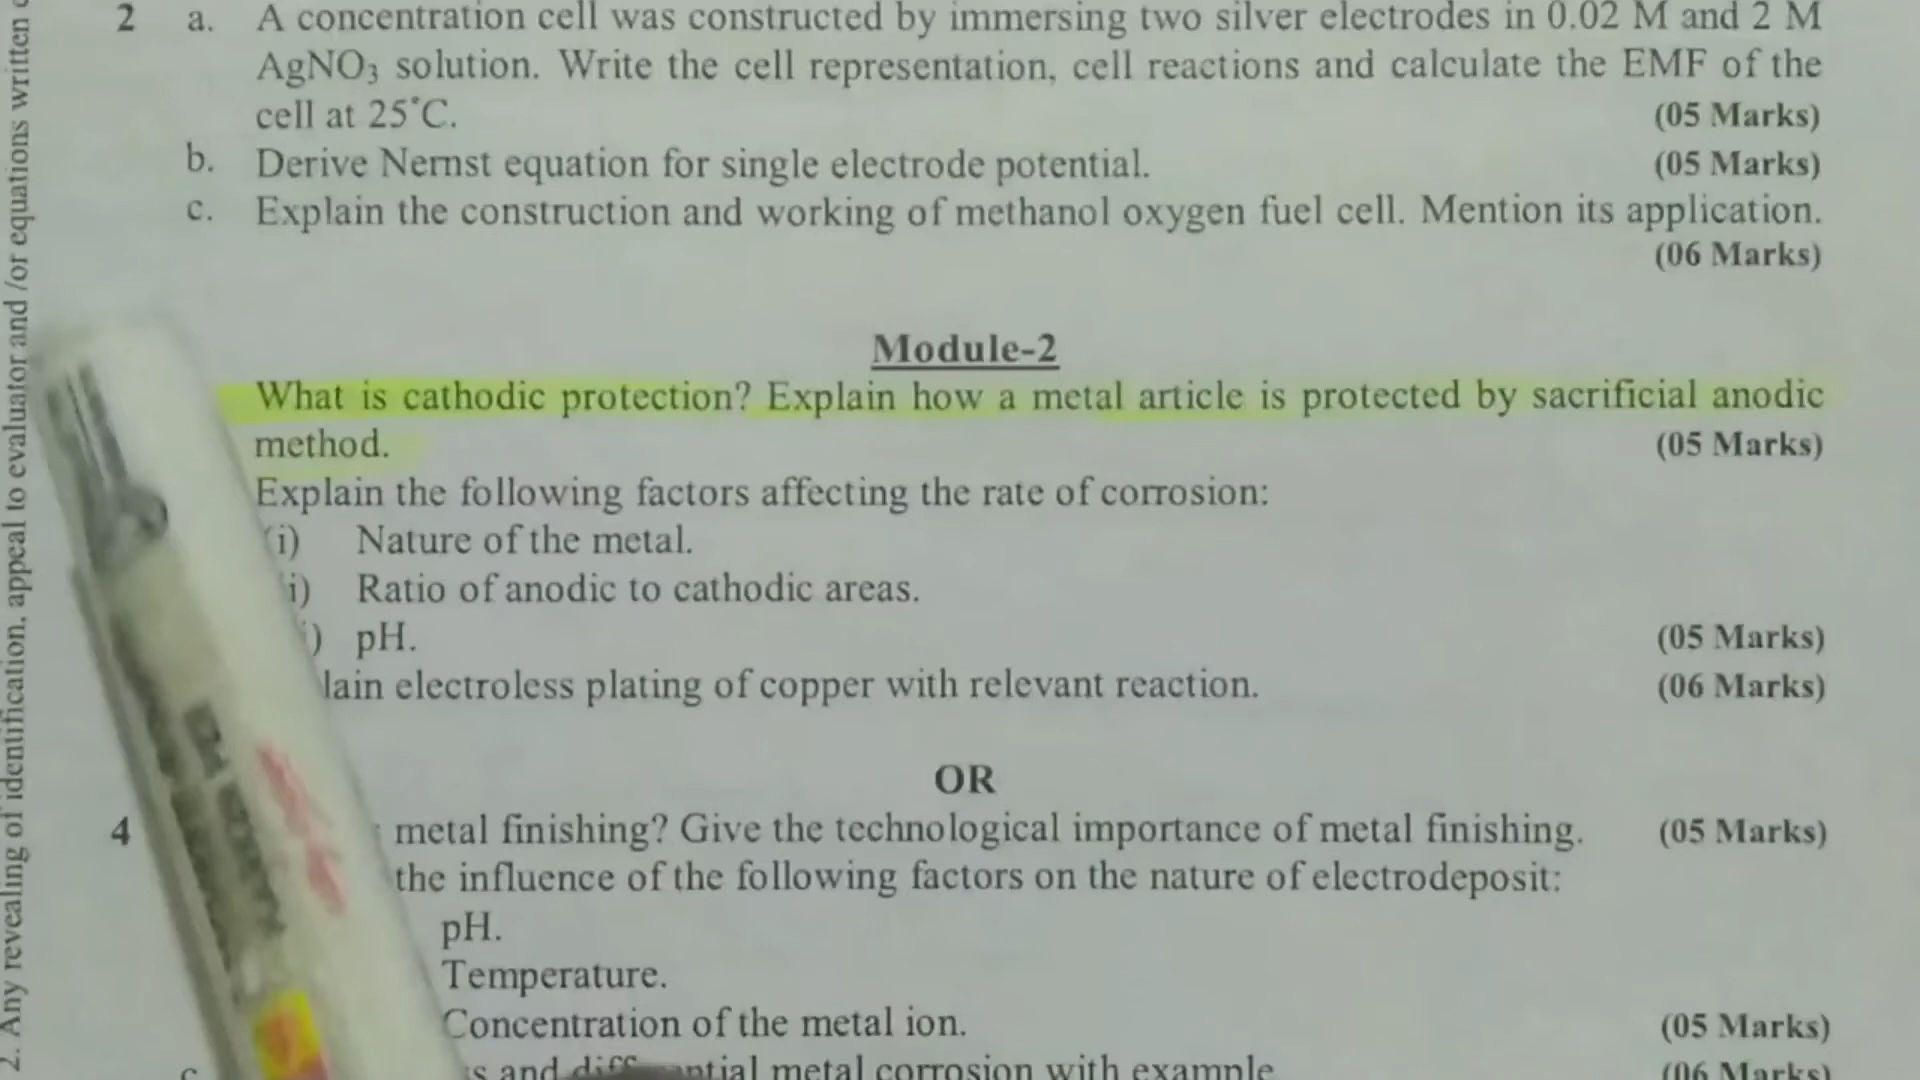 2 a. A concentration cell was constructed by immersing two silver electrodes in 0.02 M and 2 M
AgNO₃ solution. Write the cell representation, cell reactions and calculate the EMF of the
cell at 25°C. (05 Marks)
b. Derive Nernst equation for single electrode potential. (05 Marks)
c. Explain the construction and working of methanol oxygen fuel cell. Mention its application.
(06 Marks)
Module-2
What is cathodic protection? Explain how a metal article is protected by sacrificial anodic
method. (05 Marks)
Explain the following factors affecting the rate of corrosion:
(i) Nature of the metal.
i) Ratio of anodic to cathodic areas.
) pH. (05 Marks)
lain electroless plating of copper with relevant reaction. (06 Marks)
OR
4 metal finishing? Give the technological importance of metal finishing. (05 Marks)
the influence of the following factors on the nature of electrodeposit:
pH.
Temperature.
Concentration of the metal ion. (05 Marks)
c s and differential metal corrosion with example (06 Marks)
2. Any revealing of identification, appeal to evaluator and /or equations written